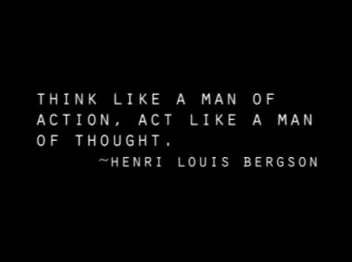 THINK LIKE A MAN OF
ACTION, ACT LIKE A MAN
OF THOUGHT.
~HENRI LOUIS BERGSON